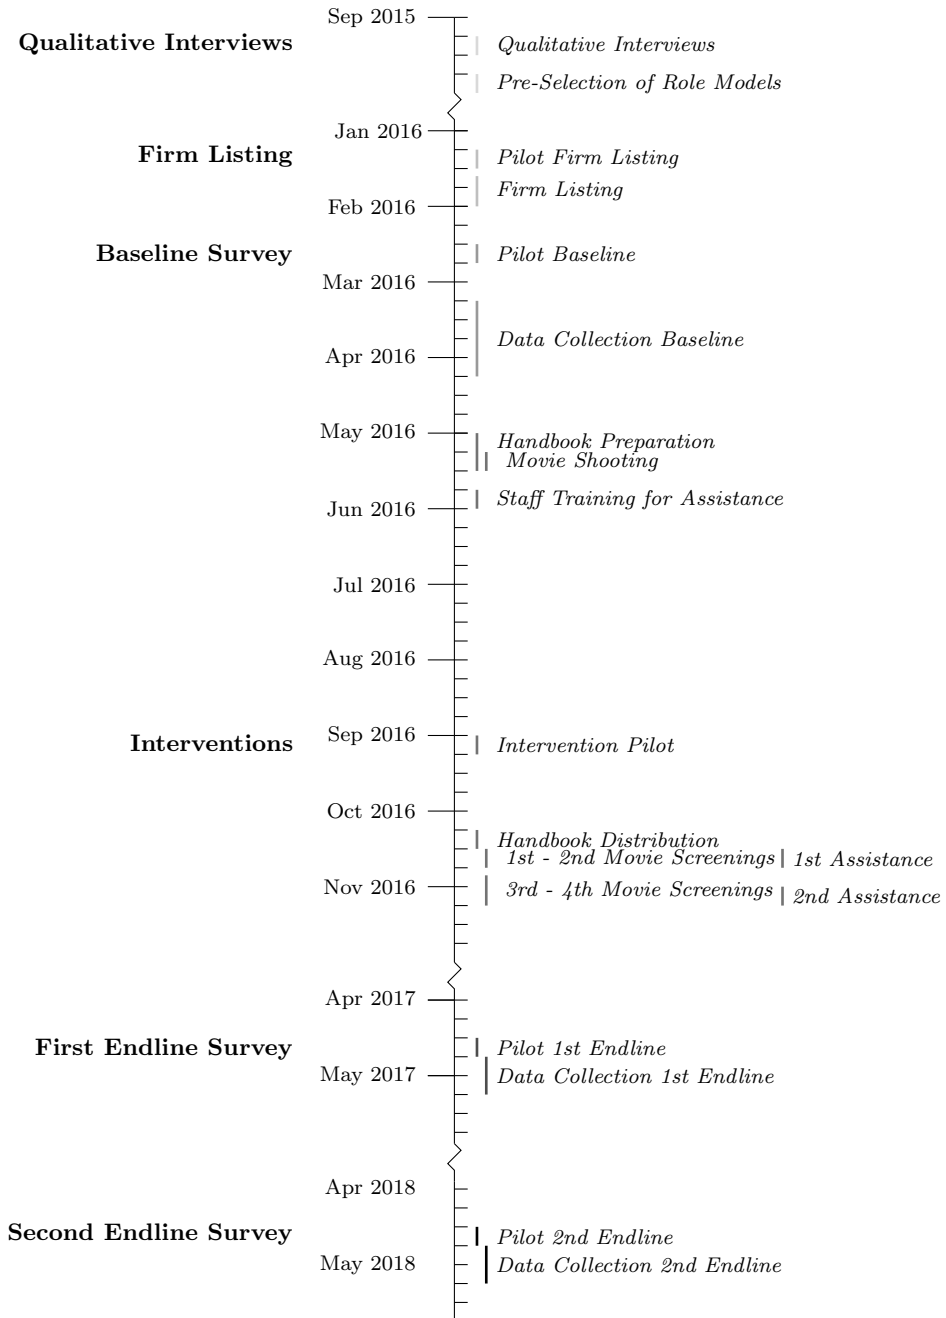 Sep 2015
Qualitative Interviews
Qualitative Interviews
Pre-Selection of Role Models
Jan 2016
Firm Listing
Pilot Firm Listing
Firm Listing
Feb 2016
Baseline Survey
Pilot Baseline
Mar 2016
Data Collection Baseline
Apr 2016
May 2016
Handbook Preparation
Movie Shooting
Staff Training for Assistance
Jun 2016
Jul 2016
Aug 2016
Sep 2016
Interventions
Intervention Pilot
Oct 2016
Handbook Distribution
1st - 2nd Movie Screenings
1st Assistance
Nov 2016
3rd - 4th Movie Screenings
2nd Assistance
Apr 2017
First Endline Survey
Pilot 1st Endline
May 2017
Data Collection 1st Endline
Apr 2018
Second Endline Survey
Pilot 2nd Endline
May 2018
Data Collection 2nd Endline